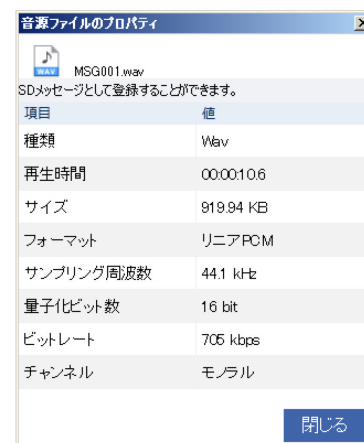 音源ファイルのプロパティ
WAV
MSG001.wav
SDメッセージとして登録することができます。
項目 値
種類 Wav
再生時間 00:00:10.6
サイズ 919.94 KB
フォーマット リニアPCM
サンプリング周波数 44.1 kHz
量子化ビット数 16 bit
ビットレート 705 kbps
チャンネル モノラル
閉じる